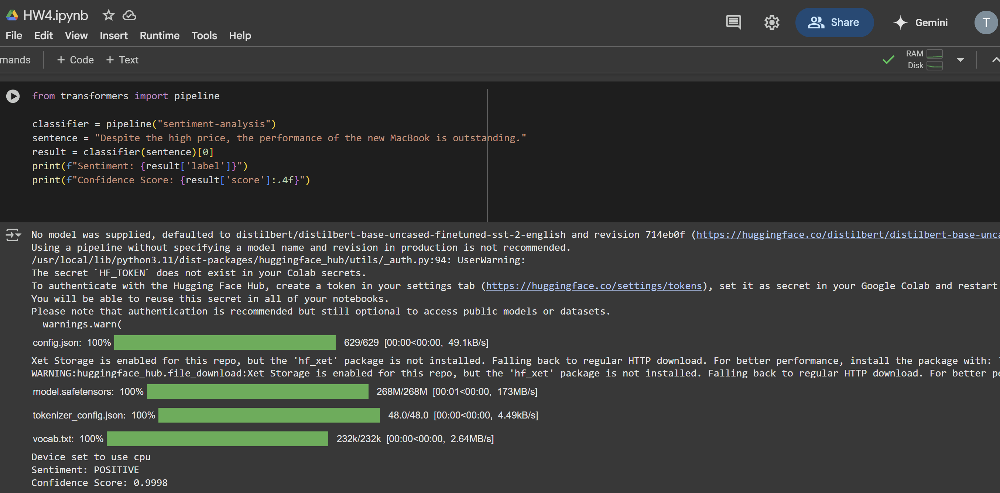 HW4.ipynb
File Edit View Insert Runtime Tools Help
Share
Gemini
T
mands + Code + Text
RAM
Disk
from transformers import pipeline
classifier = pipeline("sentiment-analysis")
sentence = "Despite the high price, the performance of the new MacBook is outstanding."
result = classifier(sentence)[0]
print(f"Sentiment: {result['label']}")
print(f"Confidence Score: {result['score']:.4f}")
No model was supplied, defaulted to distilbert/distilbert-base-uncased-finetuned-sst-2-english and revision 714eb0f (https://huggingface.co/distilbert/distilbert-base-unca
Using a pipeline without specifying a model name and revision in production is not recommended.
/usr/local/lib/python3.11/dist-packages/huggingface_hub/utils/_auth.py:94: UserWarning:
The secret `HF_TOKEN` does not exist in your Colab secrets.
To authenticate with the Hugging Face Hub, create a token in your settings tab (https://huggingface.co/settings/tokens), set it as secret in your Google Colab and restart
You will be able to reuse this secret in all of your notebooks.
Please note that authentication is recommended but still optional to access public models or datasets.
warnings.warn(
config.json: 100% 629/629 [00:00<00:00, 49.1kB/s]
Xet Storage is enabled for this repo, but the 'hf_xet' package is not installed. Falling back to regular HTTP download. For better performance, install the package with: `
WARNING:huggingface_hub.file_download:Xet Storage is enabled for this repo, but the 'hf_xet' package is not installed. Falling back to regular HTTP download. For better pe
model.safetensors: 100% 268M/268M [00:01<00:00, 173MB/s]
tokenizer_config.json: 100% 48.0/48.0 [00:00<00:00, 4.49kB/s]
vocab.txt: 100% 232k/232k [00:00<00:00, 2.64MB/s]
Device set to use cpu
Sentiment: POSITIVE
Confidence Score: 0.9998